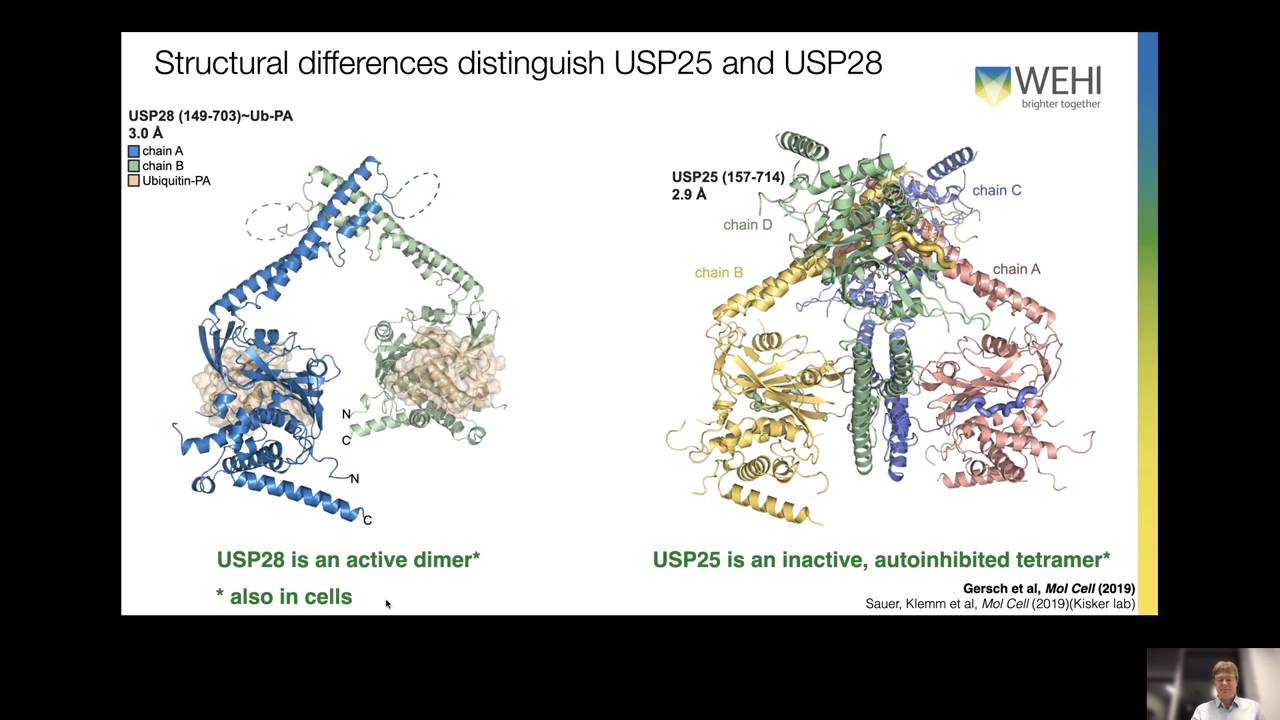 Structural differences distinguish USP25 and USP28
WEHI
brighter together
USP28 (149-703)~Ub-PA
3.0 Å
chain A
chain B
Ubiquitin-PA
N
C
N
C
USP25 (157-714)
2.9 Å
chain C
chain D
chain B
chain A
USP28 is an active dimer*
* also in cells
USP25 is an inactive, autoinhibited tetramer*
Gersch et al, Mol Cell (2019)
Sauer, Klemm et al, Mol Cell (2019)(Kisker lab)